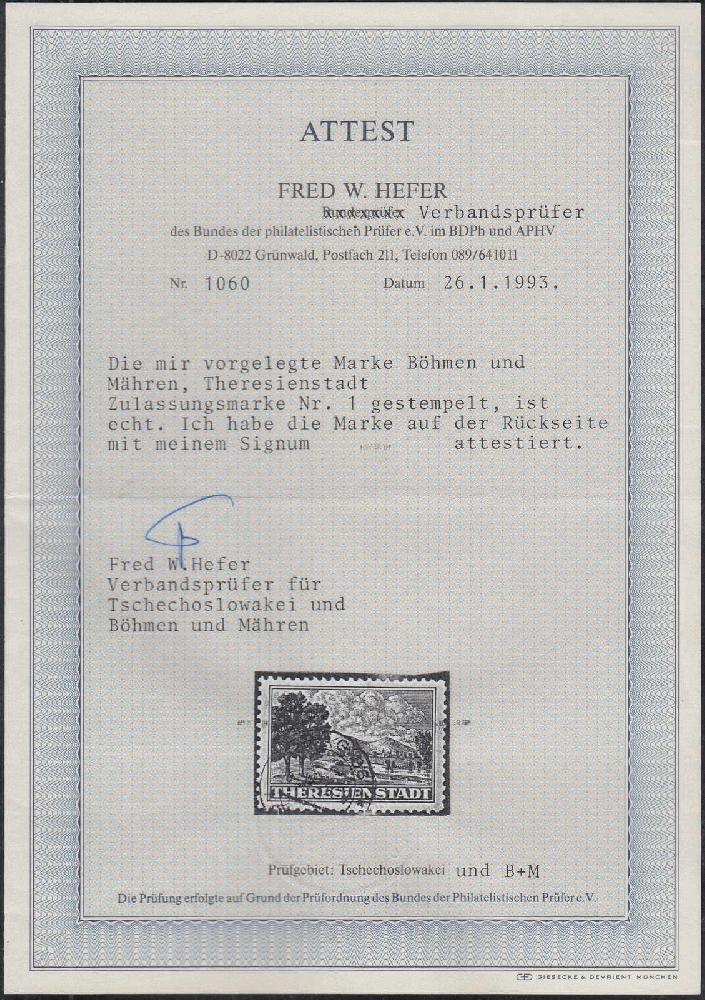 ATTEST
FRED W. HEFER
Verbandsprüfer
des Bundes der philatelistischen Prüfer e.V. im BDPh und APHV
D-8022 Grünwald, Postfach 211, Telefon 089/641011
Nr. 1060 Datum 26.1.1993.
Die mir vorgelegte Marke Böhmen und
Mähren, Theresienstadt
Zulassungsmarke Nr. 1 gestempelt, ist
echt. Ich habe die Marke auf der Rückseite
mit meinem Signum attestiert.
Fred W.Hefer
Verbandsprüfer für
Tschechoslowakei und
Böhmen und Mähren
THERESIENSTADT
Prüfgebiet: Tschechoslowakei und B+M
Die Prüfung erfolgte auf Grund der Prüfordnung des Bundes der Philatelistischen Prüfer e.V.
GIESECKE & DEVRIENT MÜNCHEN